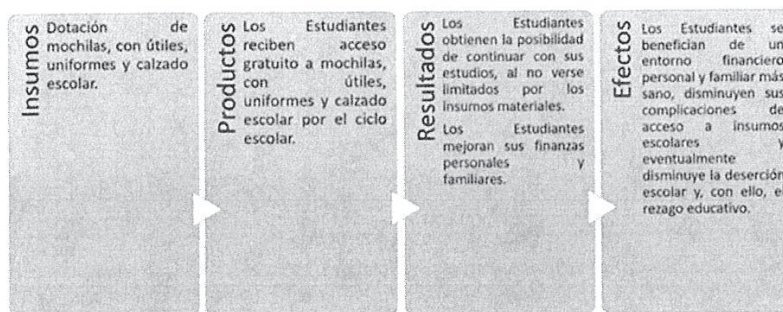 Insumos
Dotación de
mochilas, con útiles,
uniformes y calzado
escolar.
Productos
Los Estudiantes
reciben acceso
gratuito a mochilas,
con útiles,
uniformes y calzado
escolar por el ciclo
escolar.
Resultados
Los Estudiantes
obtienen la posibilidad
de continuar con sus
estudios, al no verse
limitados por los
insumos materiales.
Los Estudiantes
mejoran sus finanzas
personales y
familiares.
Efectos
Los Estudiantes se
benefician de un
entorno financiero
personal y familiar más
sano, disminuyen sus
complicaciones de
acceso a insumos
escolares y
eventualmente
disminuye la deserción
escolar y, con ello, el
rezago educativo.